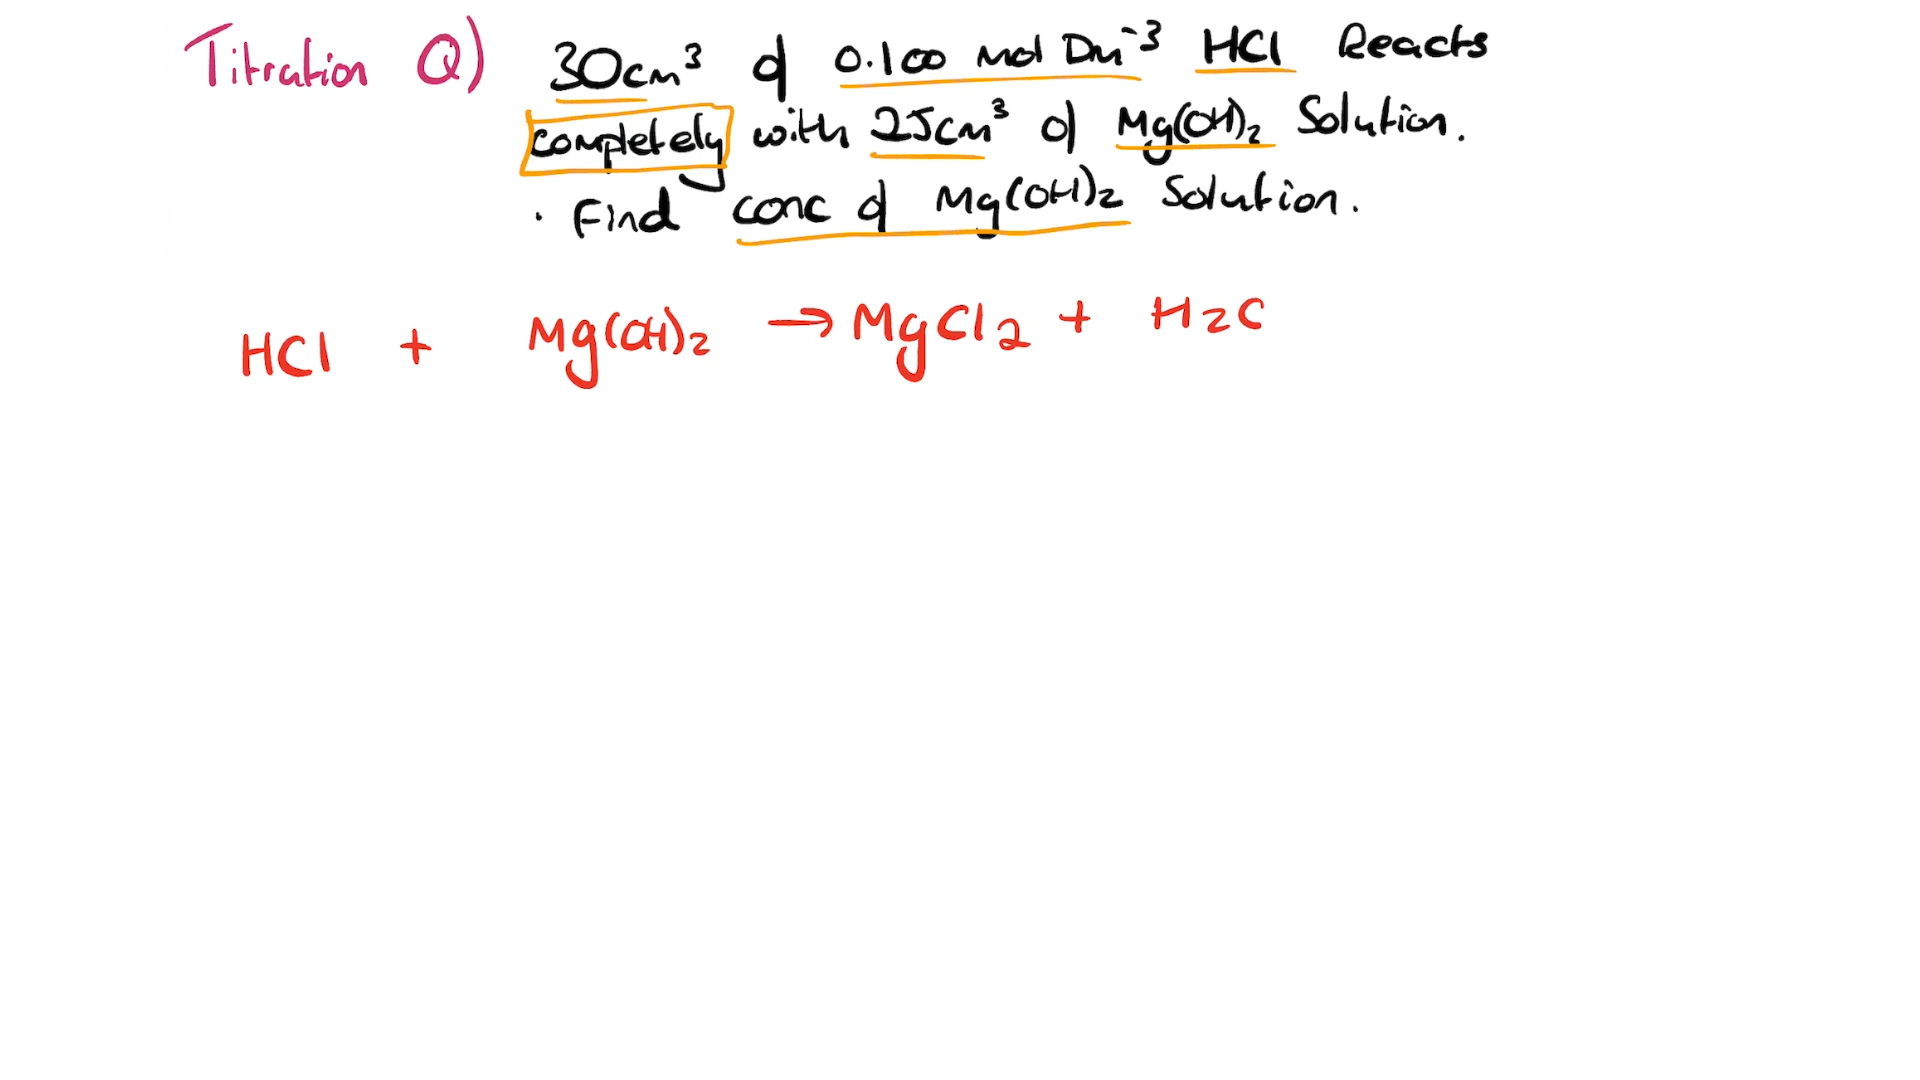 Titration Q) 30cm³ of 0.100 mol Dm⁻³ HCl Reacts
completely with 25cm³ of Mg(OH)₂ Solution.
· Find conc of Mg(OH)₂ Solution.
HCl + Mg(OH)₂ → MgCl₂ + H₂C